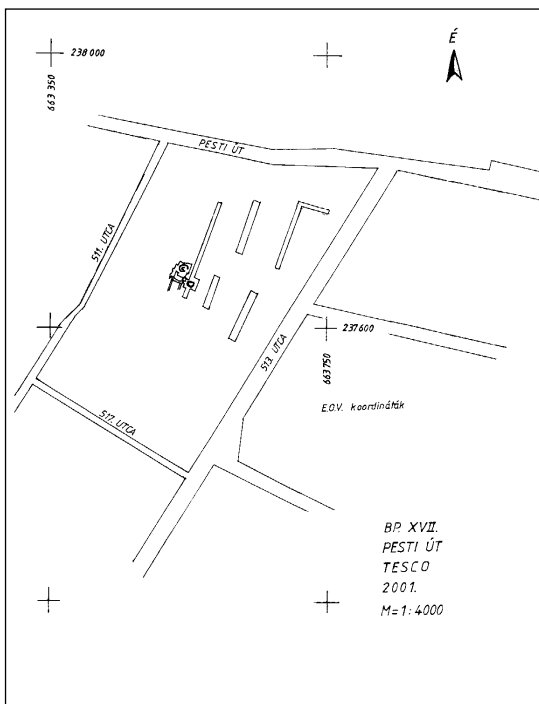 É
238 000
663 350
PESTI ÚT
511. UTCA
237600
663750
513. UTCA
E.O.V. koordináták
517. UTCA
BP. XVII.
PESTI ÚT
TESCO
2001.
M=1:4000